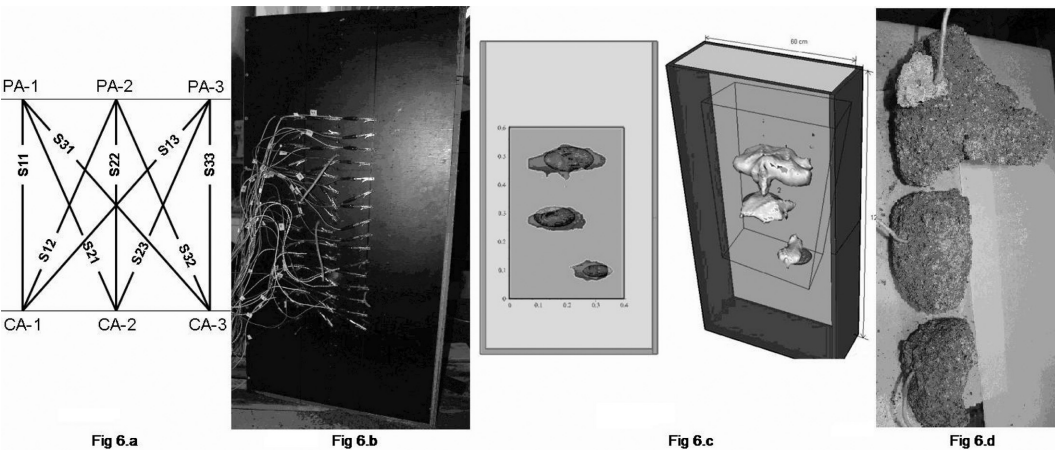 PA-1 PA-2 PA-3
S11 S31 S22 S13 S33
S12 S21 S23 S32
CA-1 CA-2 CA-3
Fig 6.a
Fig 6.b
0.6
0.5
0.4
0.3
0.2
0.1
0
0 0.1 0.2 0.3 0.4
60 cm
2
12
Fig 6.c
Fig 6.d